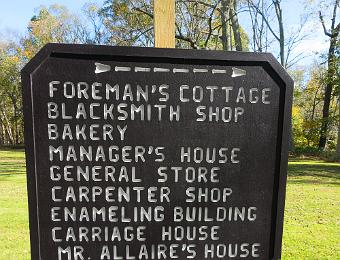 FOREMAN'S COTTAGE
BLACKSMITH SHOP
BAKERY
MANAGER'S HOUSE
GENERAL STORE
CARPENTER SHOP
ENAMELING BUILDING
CARRIAGE HOUSE
MR. ALLAIRE'S HOUSE